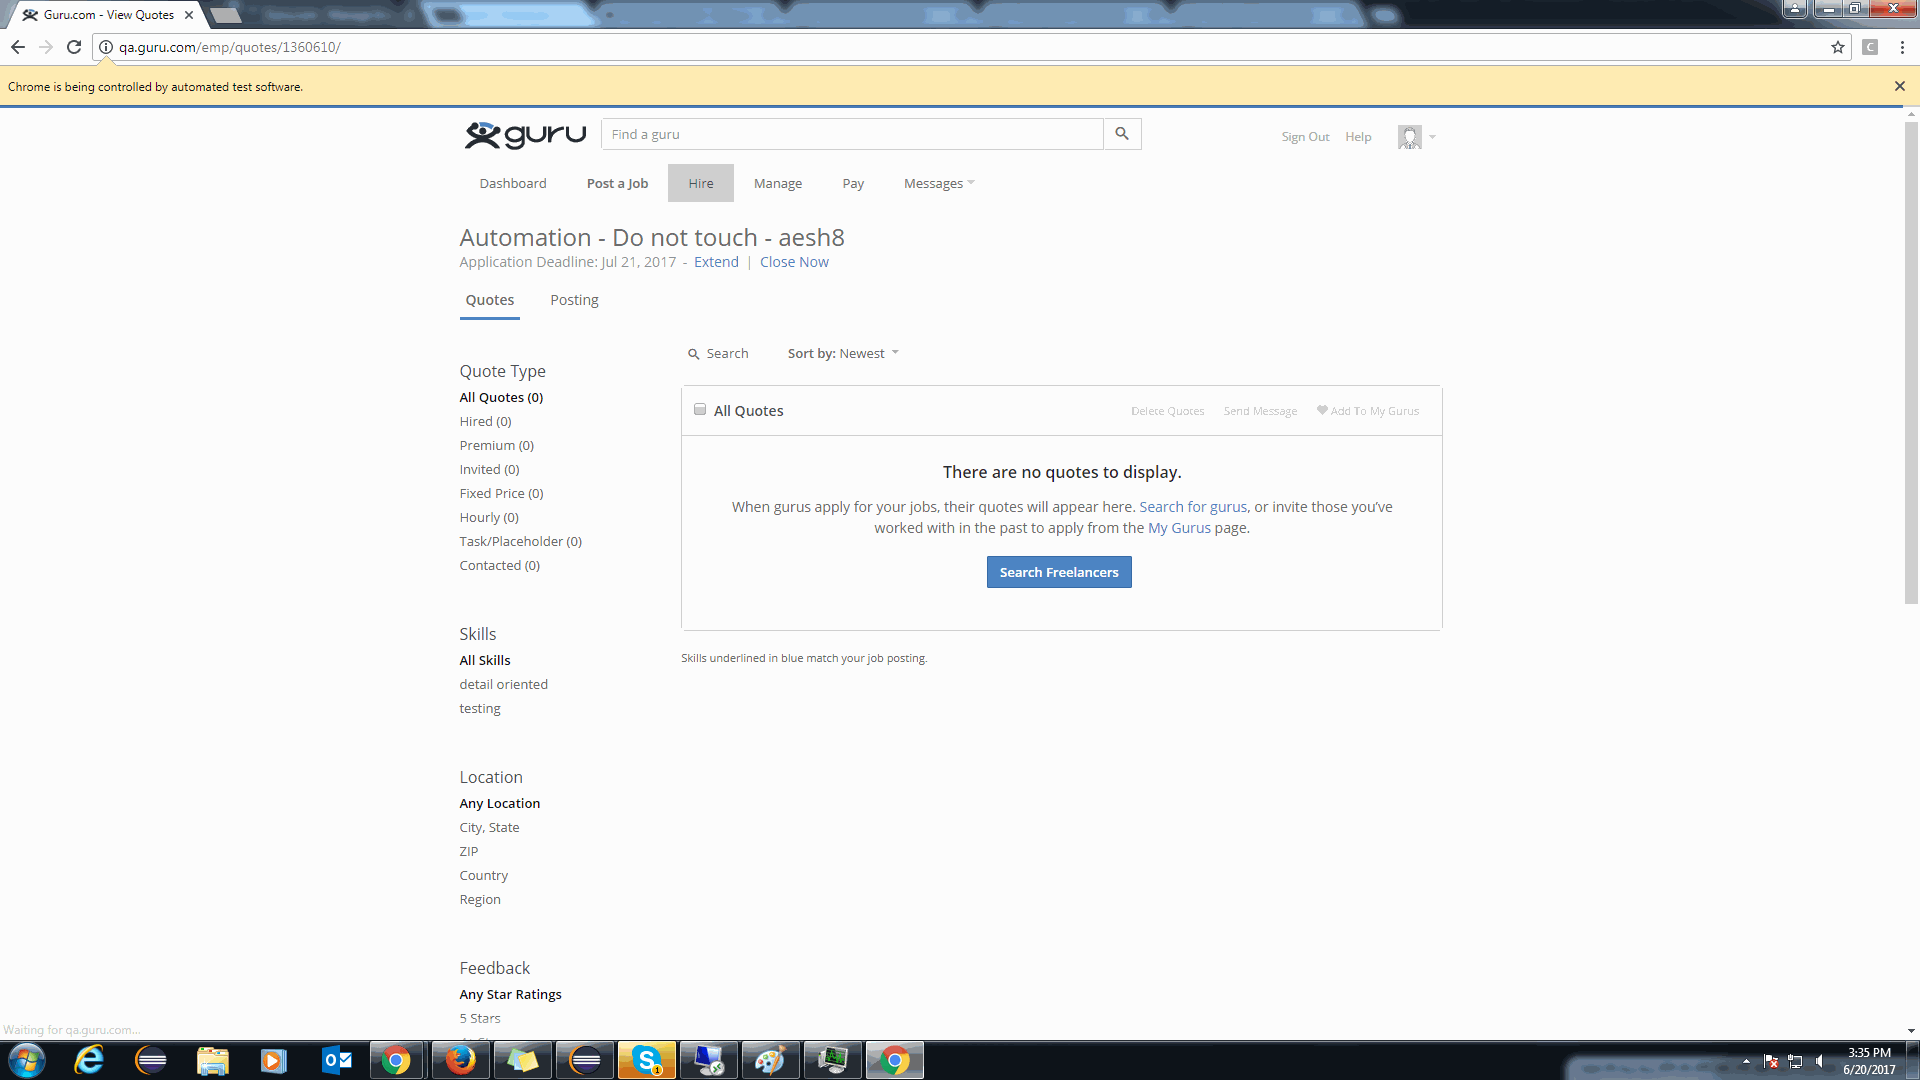 Guru.com - View Quotes
qa.guru.com/emp/quotes/1360610/
C
Chrome is being controlled by automated test software.
guru
Find a guru
Sign Out Help
Dashboard Post a Job Hire Manage Pay Messages
Automation - Do not touch - aesh8
Application Deadline: Jul 21, 2017 - Extend | Close Now
Quotes Posting
Search Sort by: Newest
Quote Type
All Quotes (0)
Hired (0)
Premium (0)
Invited (0)
Fixed Price (0)
Hourly (0)
Task/Placeholder (0)
Contacted (0)
All Quotes Delete Quotes Send Message Add To My Gurus
There are no quotes to display.
When gurus apply for your jobs, their quotes will appear here. Search for gurus, or invite those you've
worked with in the past to apply from the My Gurus page.
Search Freelancers
Skills underlined in blue match your job posting.
Skills
All Skills
detail oriented
testing
Location
Any Location
City, State
ZIP
Country
Region
Feedback
Any Star Ratings
5 Stars
Waiting for qa.guru.com...
3:35 PM
6/20/2017